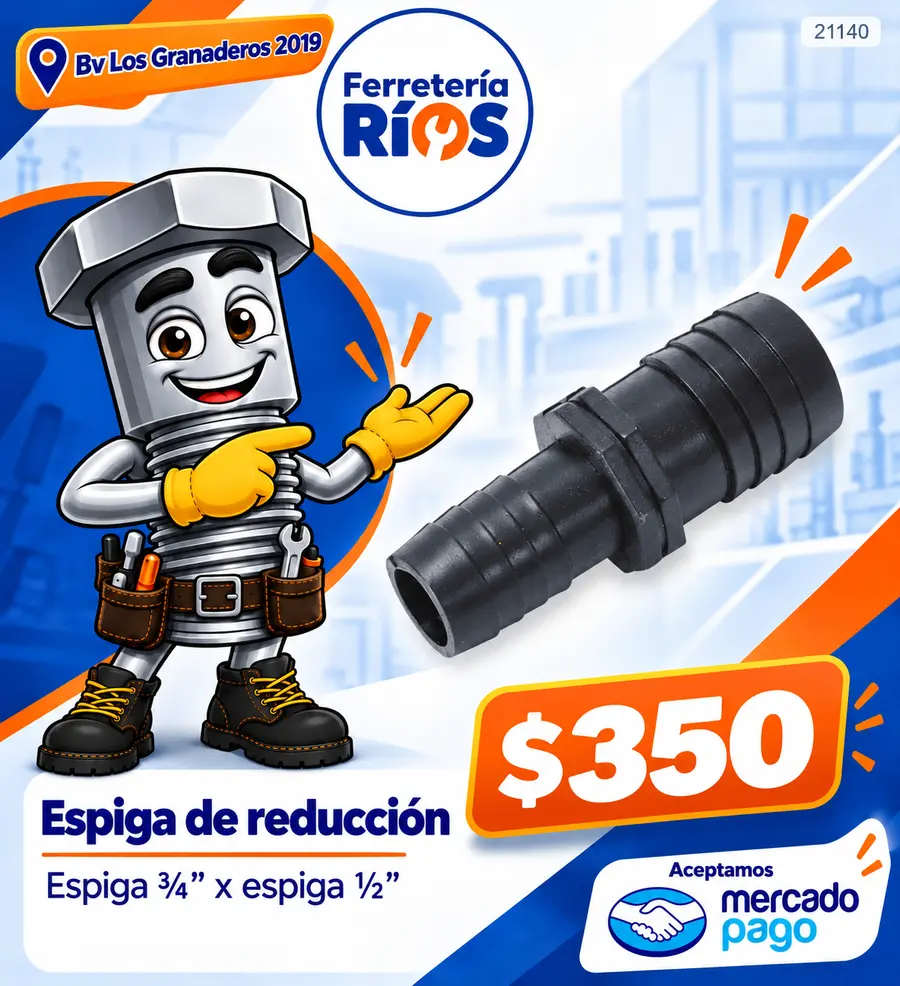 Bv Los Granaderos 2019
Ferretería
RÍOS
21140
$350
Espiga de reducción
Espiga ¾” x espiga ½”
Aceptamos
mercado
pago